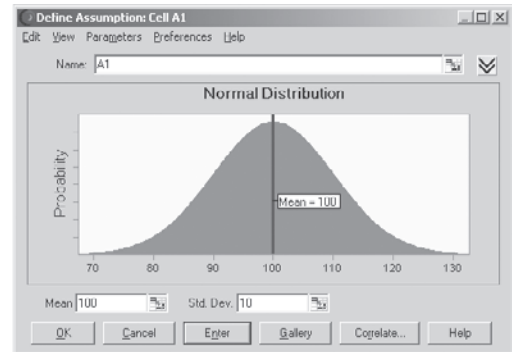 Define Assumption: Cell A1
Edit View Parameters Preferences Help
Name: A1
Normal Distribution
Probability
Mean = 100
70 80 90 100 110 120 130
Mean 100 Std. Dev. 10
OK Cancel Enter Gallery Correlate... Help